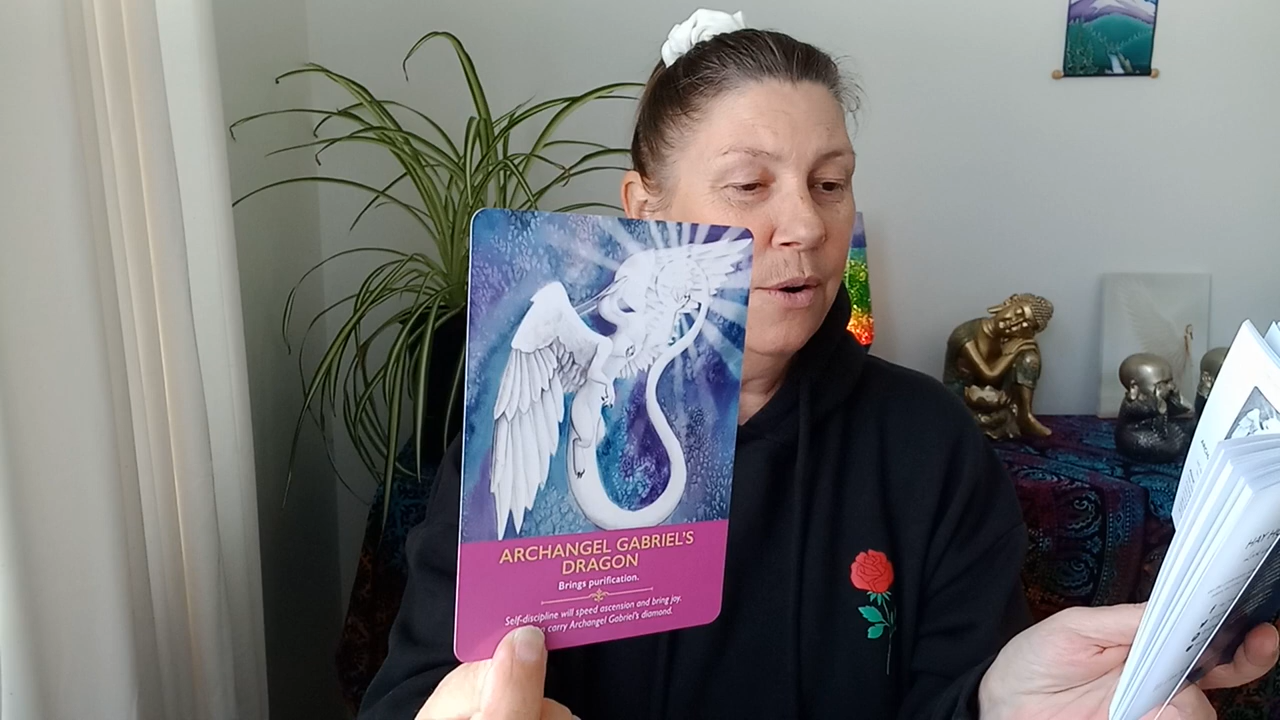 ARCHANGEL GABRIEL'S
DRAGON
Brings purification.
Self-discipline will speed ascension and bring joy.
carry Archangel Gabriel's diamond.